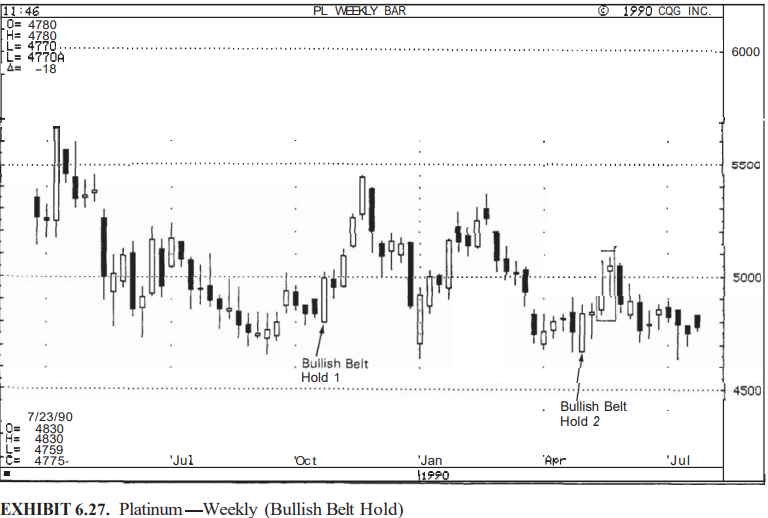 11:46 PL WEEKLY BAR © 1990 CQG INC.
O= 4780
H= 4780
L= 4770
L= 4770A
Δ= -18
6000
5500
5000
4500
Bullish Belt
Hold 1
Bullish Belt
Hold 2
7/23/90
O= 4830
H= 4830
L= 4759
C= 4775
'Jul 'Oct 'Jan 'Apr 'Jul
1990
EXHIBIT 6.27. Platinum—Weekly (Bullish Belt Hold)